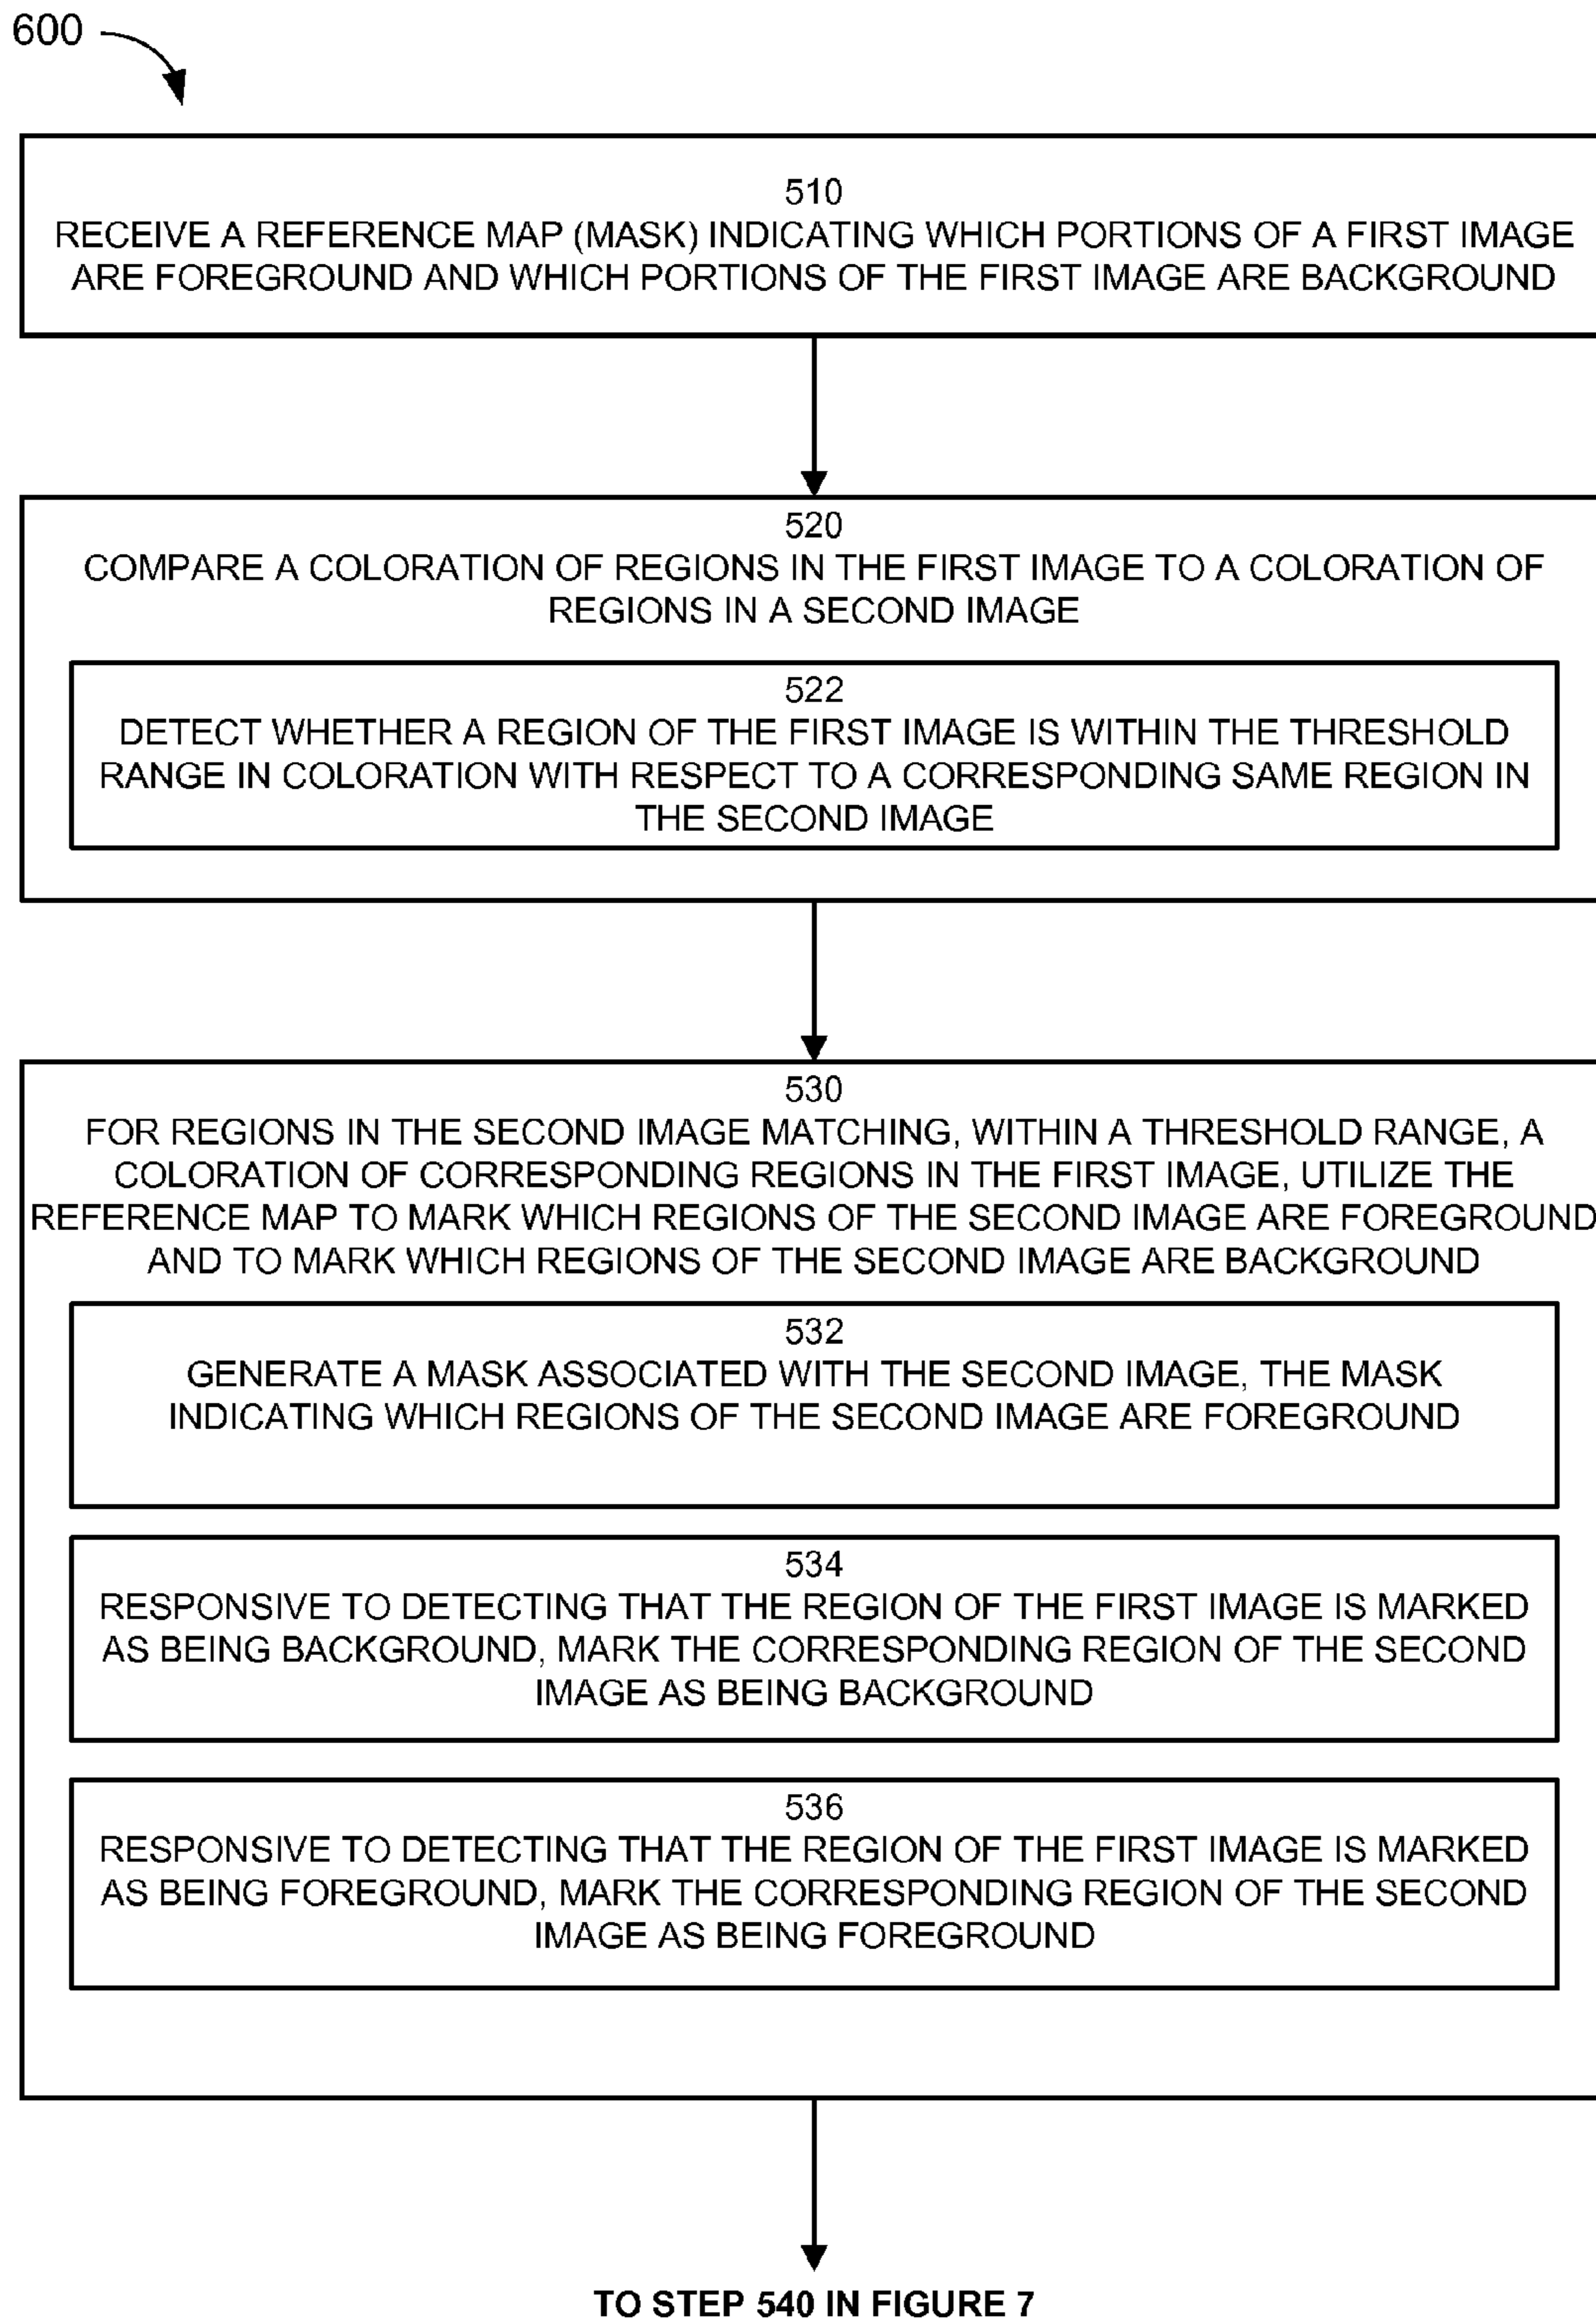 600
510
RECEIVE A REFERENCE MAP (MASK) INDICATING WHICH PORTIONS OF A FIRST IMAGE
ARE FOREGROUND AND WHICH PORTIONS OF THE FIRST IMAGE ARE BACKGROUND
520
COMPARE A COLORATION OF REGIONS IN THE FIRST IMAGE TO A COLORATION OF
REGIONS IN A SECOND IMAGE
522
DETECT WHETHER A REGION OF THE FIRST IMAGE IS WITHIN THE THRESHOLD
RANGE IN COLORATION WITH RESPECT TO A CORRESPONDING SAME REGION IN
THE SECOND IMAGE
530
FOR REGIONS IN THE SECOND IMAGE MATCHING, WITHIN A THRESHOLD RANGE, A
COLORATION OF CORRESPONDING REGIONS IN THE FIRST IMAGE, UTILIZE THE
REFERENCE MAP TO MARK WHICH REGIONS OF THE SECOND IMAGE ARE FOREGROUND
AND TO MARK WHICH REGIONS OF THE SECOND IMAGE ARE BACKGROUND
532
GENERATE A MASK ASSOCIATED WITH THE SECOND IMAGE, THE MASK
INDICATING WHICH REGIONS OF THE SECOND IMAGE ARE FOREGROUND
534
RESPONSIVE TO DETECTING THAT THE REGION OF THE FIRST IMAGE IS MARKED
AS BEING BACKGROUND, MARK THE CORRESPONDING REGION OF THE SECOND
IMAGE AS BEING BACKGROUND
536
RESPONSIVE TO DETECTING THAT THE REGION OF THE FIRST IMAGE IS MARKED
AS BEING FOREGROUND, MARK THE CORRESPONDING REGION OF THE SECOND
IMAGE AS BEING FOREGROUND
TO STEP 540 IN FIGURE 7